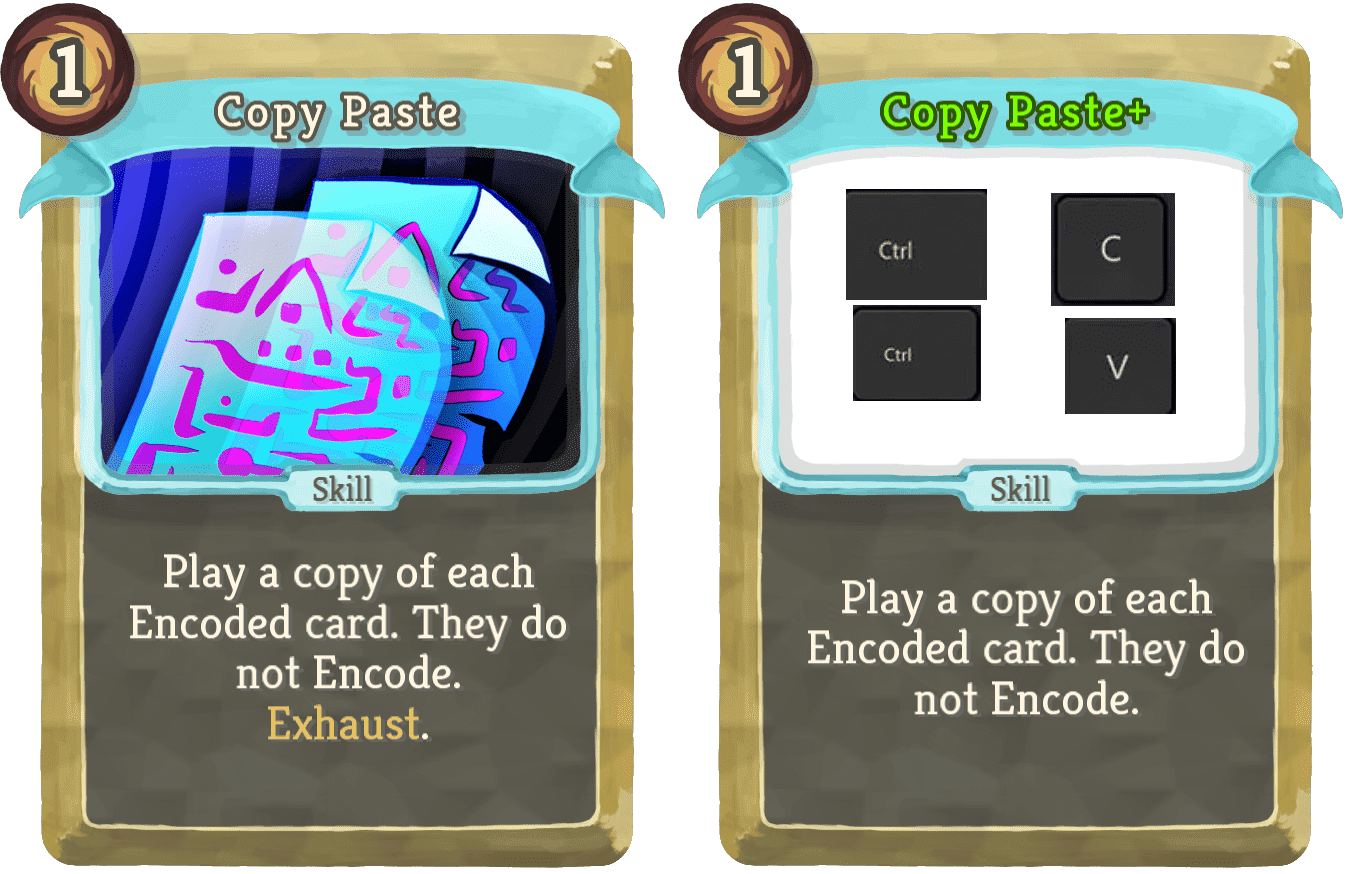 1
Copy Paste
Skill
Play a copy of each
Encoded card. They do
not Encode.
Exhaust.
1
Copy Paste+
Ctrl
C
Ctrl
V
Skill
Play a copy of each
Encoded card. They do
not Encode.